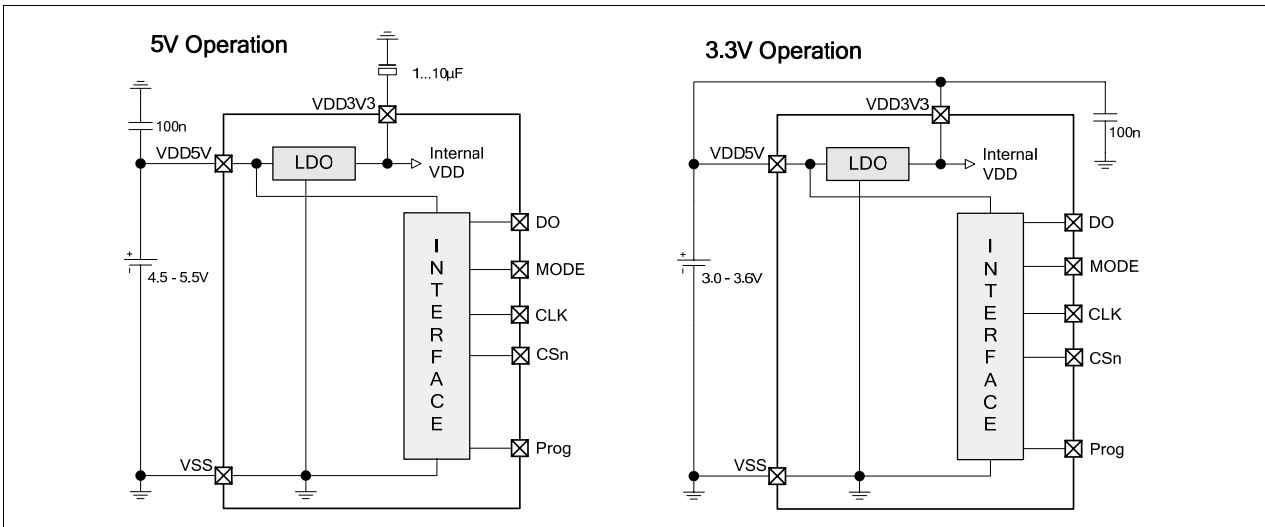 5V Operation
1...10µF
VDD3V3
100n
VDD5V
LDO
Internal
VDD
DO
MODE
CLK
CSn
Prog
INTERFACE
+
-
4.5 - 5.5V
VSS
3.3V Operation
VDD3V3
100n
VDD5V
LDO
Internal
VDD
DO
MODE
CLK
CSn
Prog
INTERFACE
+
-
3.0 - 3.6V
VSS